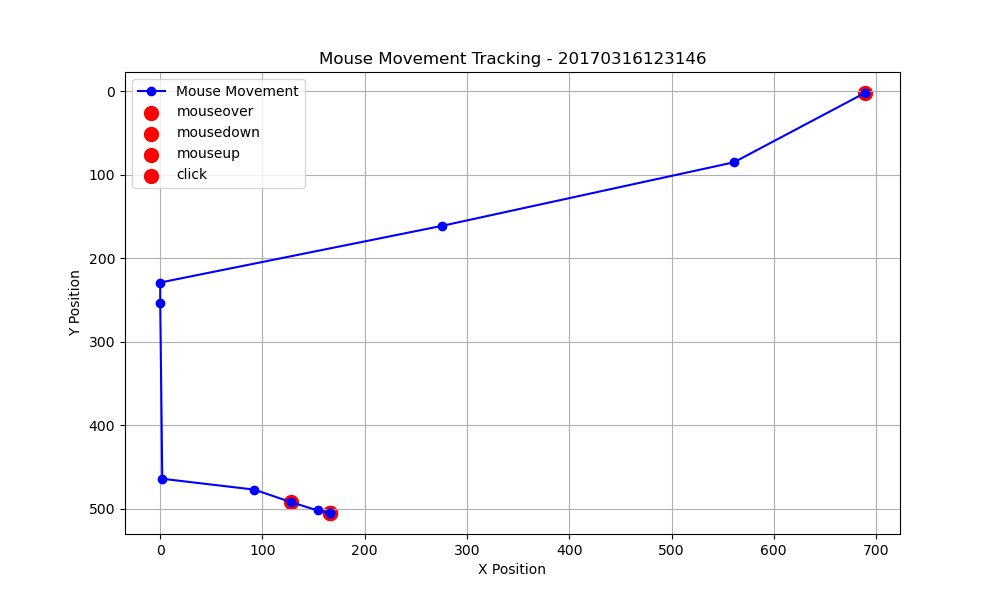 Mouse Movement Tracking - 20170316123146
Mouse Movement
mouseover
mousedown
mouseup
click
0
100
200
300
400
500
Y Position
0 100 200 300 400 500 600 700
X Position